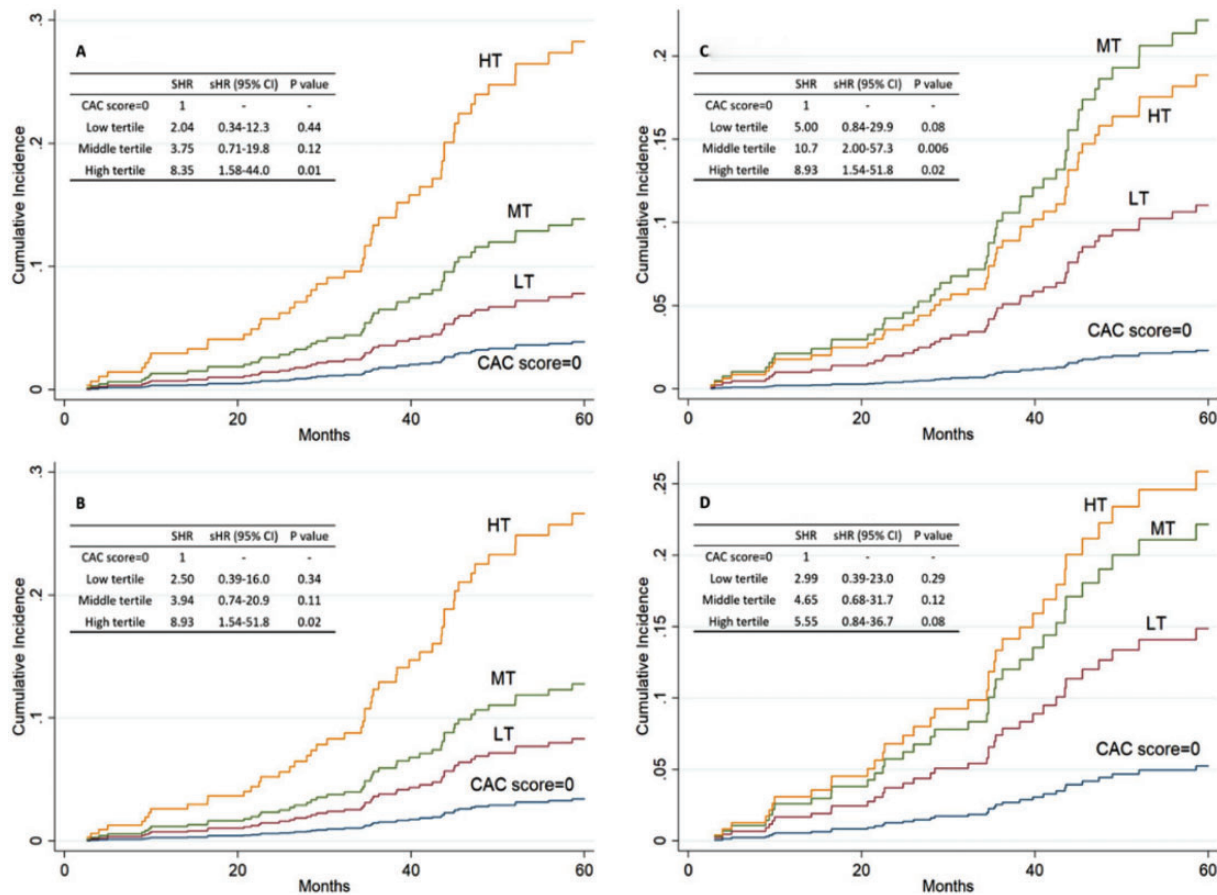 A
SHR sHR (95% CI) P value
CAC score=0 1 - -
Low tertile 2.04 0.34-12.3 0.44
Middle tertile 3.75 0.71-19.8 0.12
High tertile 8.35 1.58-44.0 0.01
HT
MT
LT
CAC score=0
Cumulative Incidence
.3
.2
.1
0
0 20 40 60
Months
C
SHR sHR (95% CI) P value
CAC score=0 1 - -
Low tertile 5.00 0.84-29.9 0.08
Middle tertile 10.7 2.00-57.3 0.006
High tertile 8.93 1.54-51.8 0.02
MT
HT
LT
CAC score=0
Cumulative Incidence
.2
.15
.1
.05
0
0 20 40 60
Months
B
SHR sHR (95% CI) P value
CAC score=0 1 - -
Low tertile 2.50 0.39-16.0 0.34
Middle tertile 3.94 0.74-20.9 0.11
High tertile 8.93 1.54-51.8 0.02
HT
MT
LT
CAC score=0
Cumulative Incidence
.3
.2
.1
0
0 20 40 60
Months
D
SHR sHR (95% CI) P value
CAC score=0 1 - -
Low tertile 2.99 0.39-23.0 0.29
Middle tertile 4.65 0.68-31.7 0.12
High tertile 5.55 0.84-36.7 0.08
HT
MT
LT
CAC score=0
Cumulative Incidence
.25
.2
.15
.1
.05
0
0 20 40 60
Months